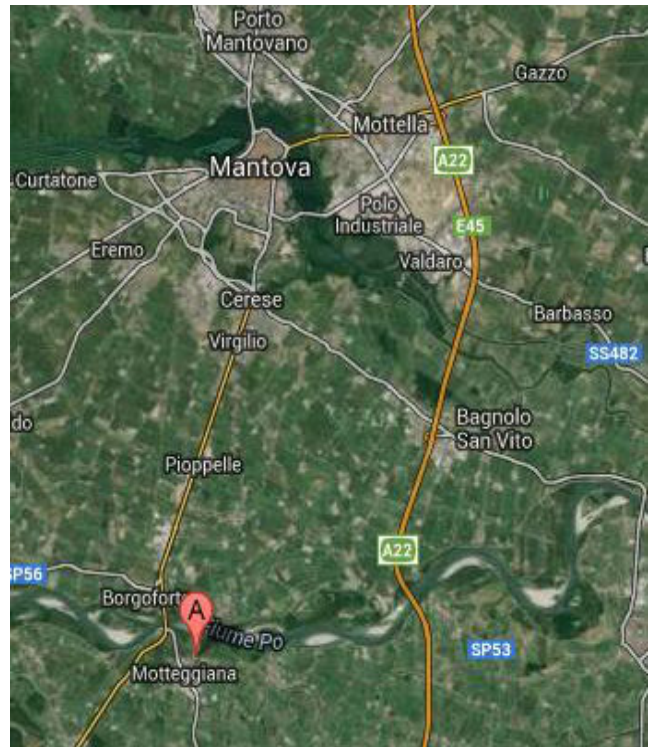 Porto
Mantovano
Gazzo
Mottella
A22
Mantova
Curtatone
Polo
Industriale
E45
Eremo
Valdaro
Cerese
Barbasso
Virgilio
SS482
do
Bagnolo
San Vito
Pioppelle
A22
SP56
Borgoforte
A
Fiume Po
SP53
Motteggiana